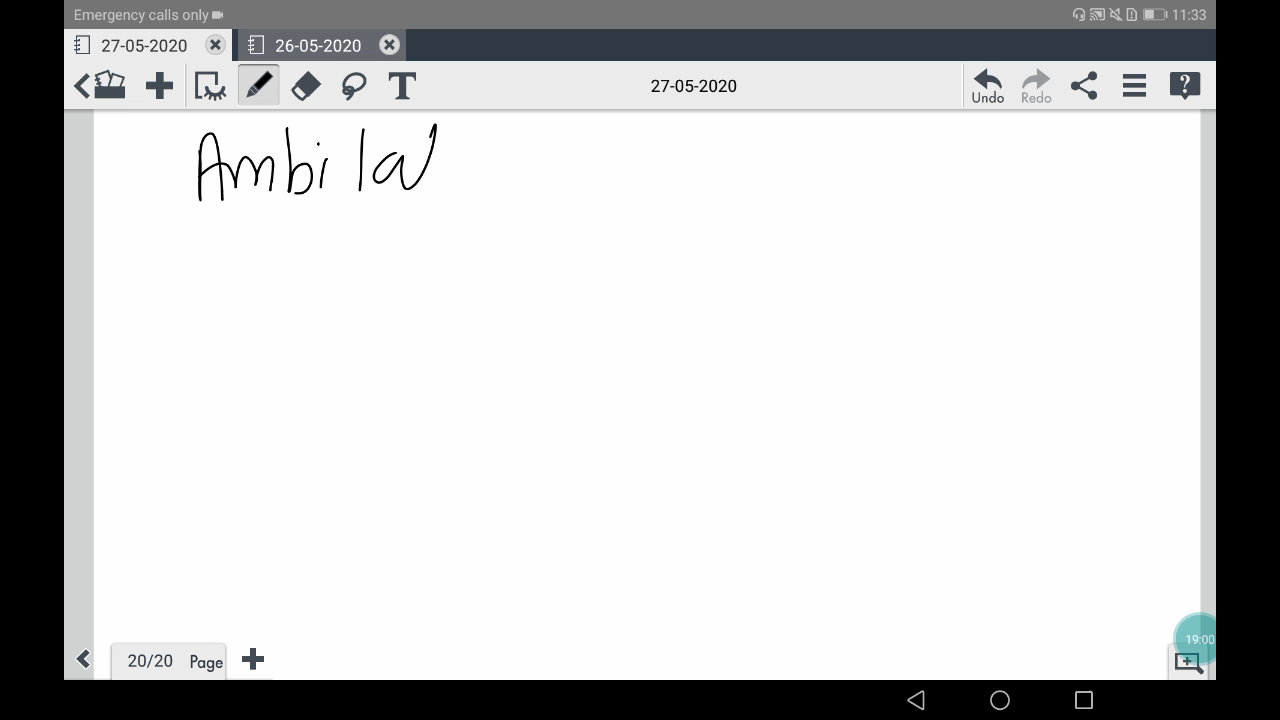 Emergency calls only 11:33
27-05-2020 26-05-2020
T 27-05-2020 Undo Redo ?
Ambi la
19:00
20/20 Page